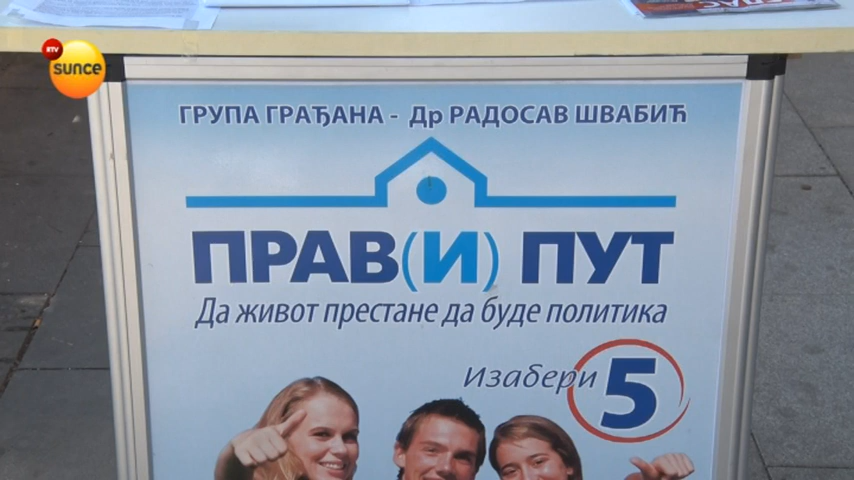 RTV
sunce
ГРУПА ГРАЂАНА - Др РАДОСАВ ШВАБИЋ
ПРАВ(И) ПУТ
Да живот престане да буде политика
Изабери 5